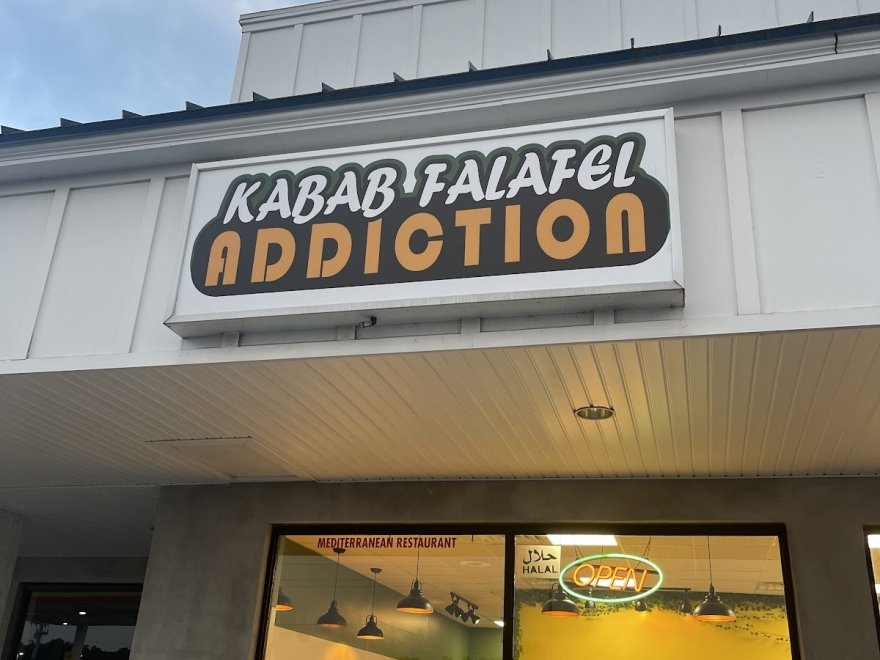 KABAB FALAFEL
ADDICTION
MEDITERRANEAN RESTAURANT
حلال
HALAL
OPEN